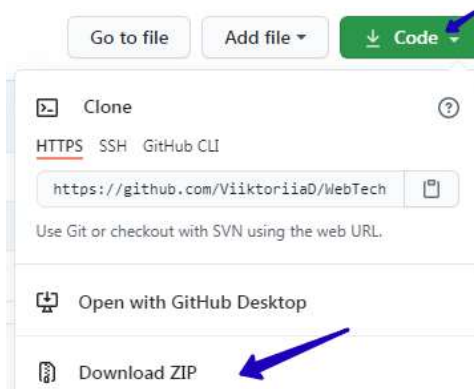 Go to file Add file Code
Clone
HTTPS SSH GitHub CLI
https://github.com/ViiktoriiaD/WebTech
Use Git or checkout with SVN using the web URL.
Open with GitHub Desktop
Download ZIP